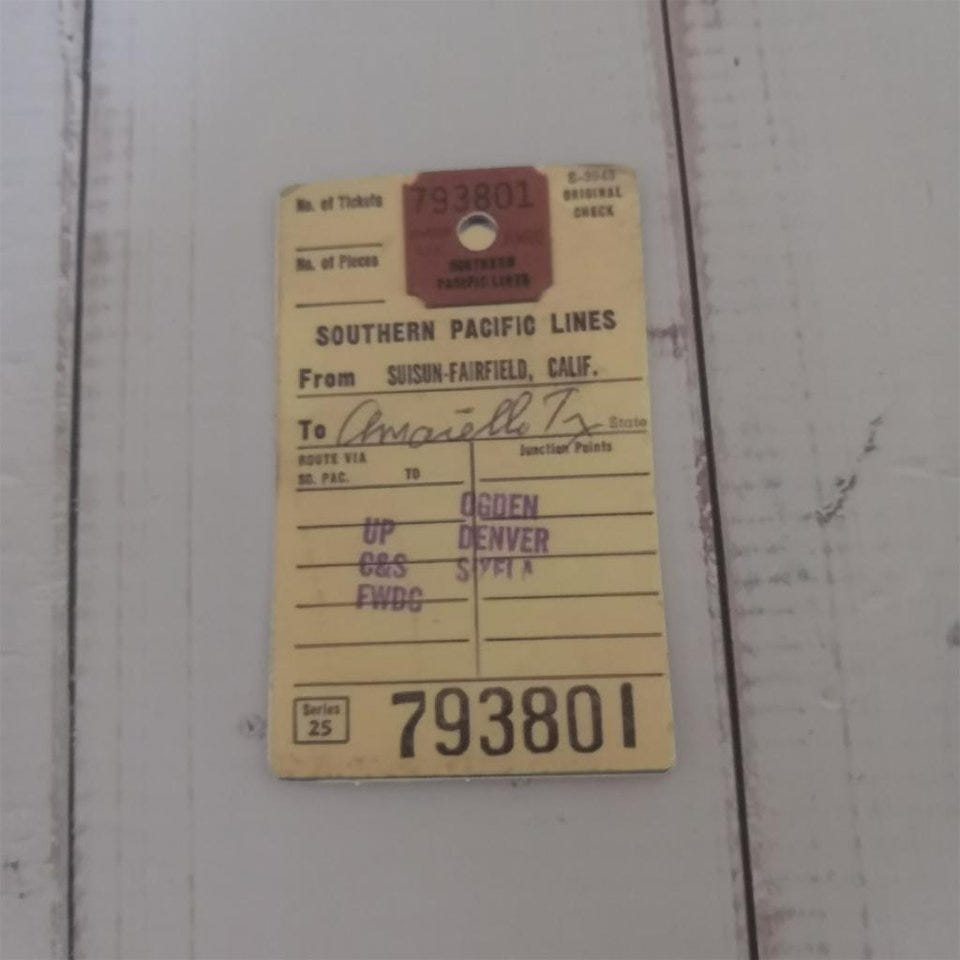 No. of Tickets
793801
ORIGINAL
CHECK
No. of Pieces
SOUTHERN
PACIFIC LINES
SOUTHERN PACIFIC LINES
From SUISUN-FAIRFIELD, CALIF.
To Amarillo Tx State
ROUTE VIA
SO. PAC. TO
Junction Points
OGDEN
UP DENVER
C&S
FWDC
Series
25
793801